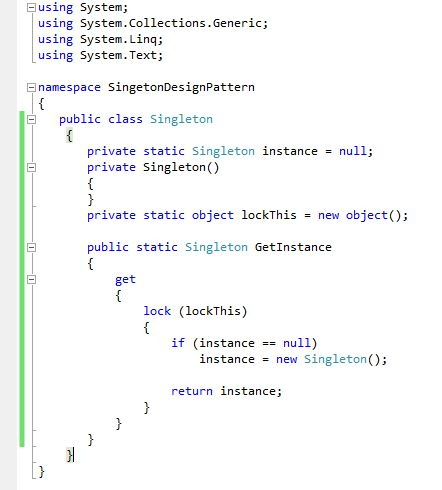 using System;
using System.Collections.Generic;
using System.Linq;
using System.Text;
namespace SingetonDesignPattern
{
public class Singleton
{
private static Singleton instance = null;
private Singleton()
{
}
private static object lockThis = new object();
public static Singleton GetInstance
{
get
{
lock (lockThis)
{
if (instance == null)
instance = new Singleton();
return instance;
}
}
}
}
}